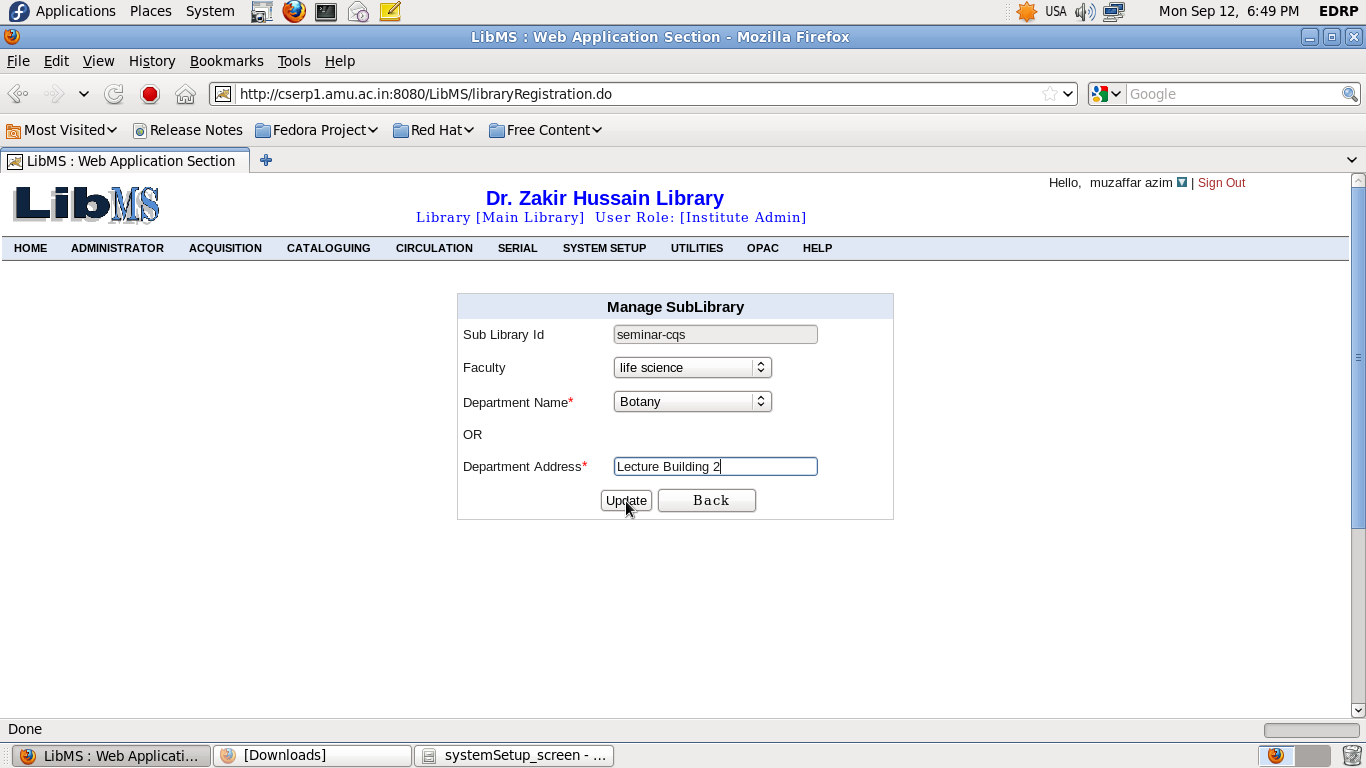 Applications Places System USA Mon Sep 12, 6:49 PM EDRP
LibMS : Web Application Section - Mozilla Firefox
File Edit View History Bookmarks Tools Help
http://cserp1.amu.ac.in:8080/LibMS/libraryRegistration.do Google
Most Visited Release Notes Fedora Project Red Hat Free Content
LibMS : Web Application Section
Hello, muzaffar azim | Sign Out
LibMS
Dr. Zakir Hussain Library
Library [Main Library] User Role: [Institute Admin]
HOME ADMINISTRATOR ACQUISITION CATALOGUING CIRCULATION SERIAL SYSTEM SETUP UTILITIES OPAC HELP
Manage SubLibrary
Sub Library Id seminar-cqs
Faculty life science
Department Name* Botany
OR
Department Address* Lecture Building 2
Update Back
Done
LibMS : Web Applicati... [Downloads] systemSetup_screen - ...